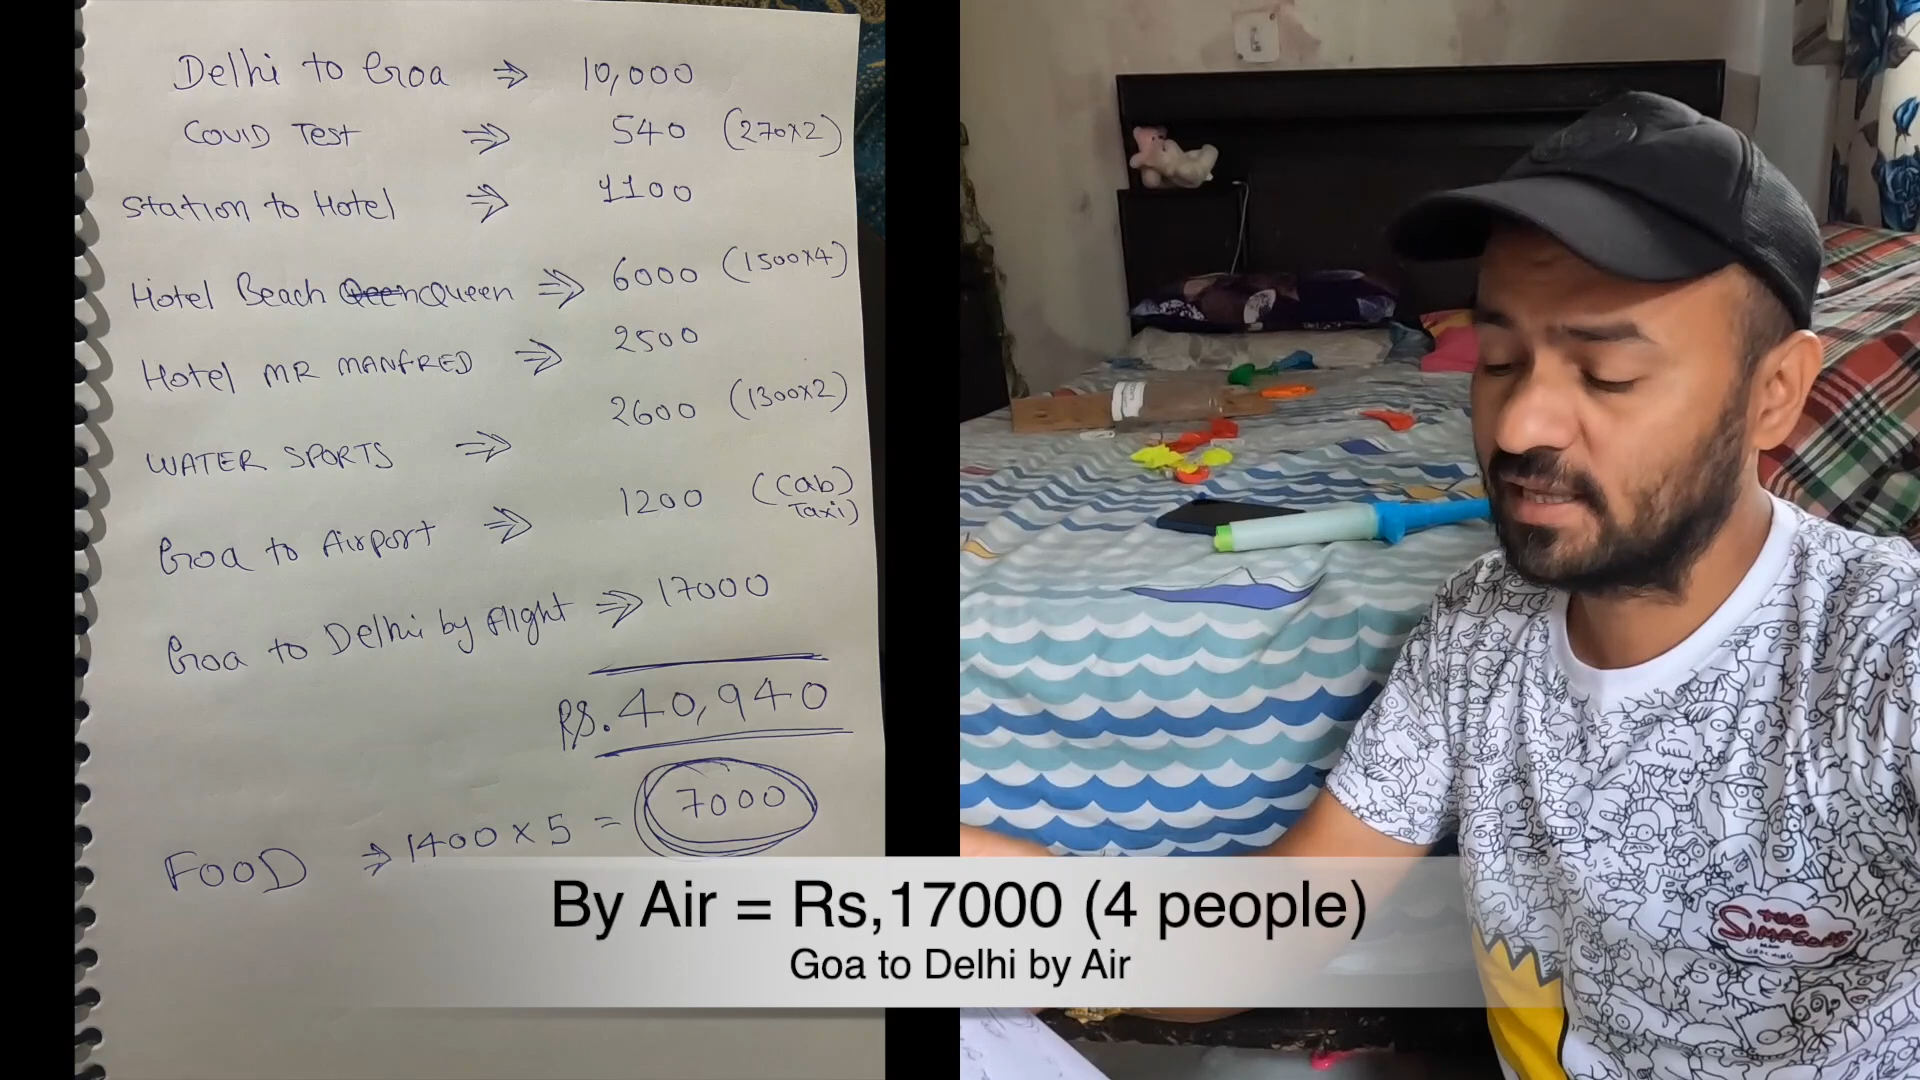 Delhi to Goa ⇒ 10,000
COVID Test ⇒ 540 (270x2)
Station to Hotel ⇒ 1100
Hotel Beach Queen ⇒ 6000 (1500x4)
Hotel MR MANFRED ⇒ 2500
WATER SPORTS ⇒ 2600 (1300x2)
Goa to Airport ⇒ 1200 (Cab)
Taxi)
Goa to Delhi by flight ⇒ 17000
RS. 40,940
FOOD ⇒ 1400 x 5 = 7000
By Air = Rs,17000 (4 people)
Goa to Delhi by Air
THE
SIMPSONS